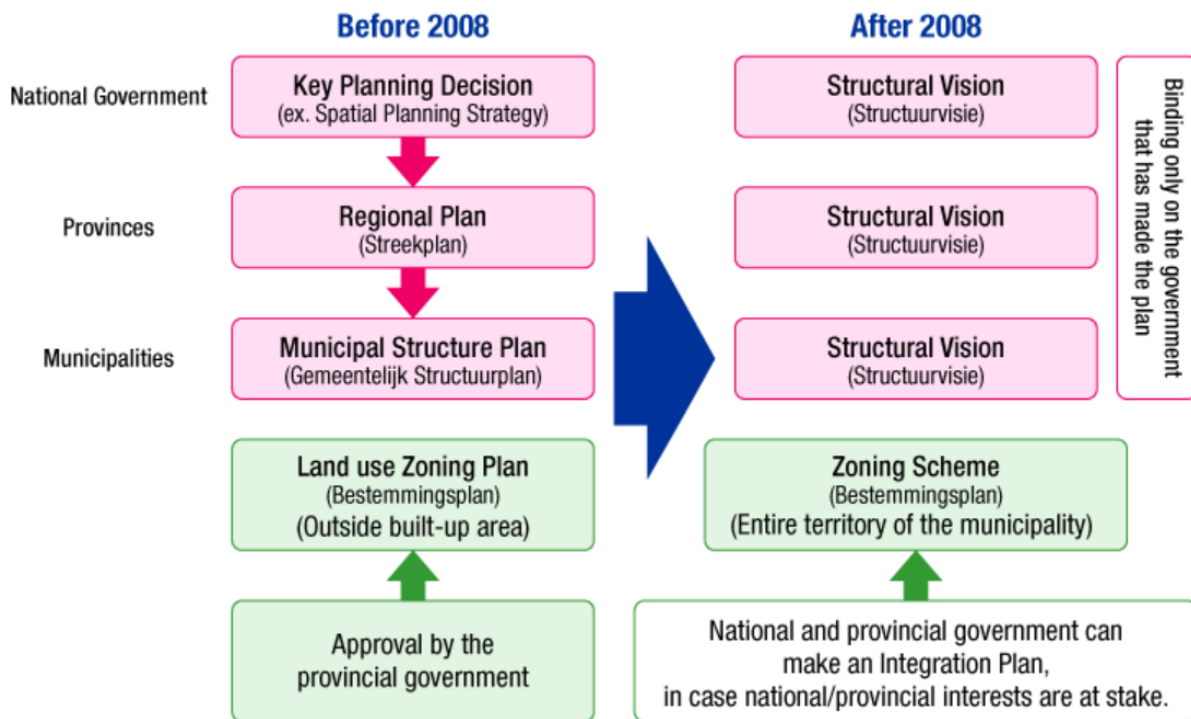 Before 2008
After 2008
National Government
Key Planning Decision
(ex. Spatial Planning Strategy)
Structural Vision
(Structuurvisie)
Provinces
Regional Plan
(Streekplan)
Structural Vision
(Structuurvisie)
Municipalities
Municipal Structure Plan
(Gemeentelijk Structuurplan)
Structural Vision
(Structuurvisie)
Binding only on the government
that has made the plan
Land use Zoning Plan
(Bestemmingsplan)
(Outside built-up area)
Zoning Scheme
(Bestemmingsplan)
(Entire territory of the municipality)
Approval by the
provincial government
National and provincial government can
make an Integration Plan,
in case national/provincial interests are at stake.